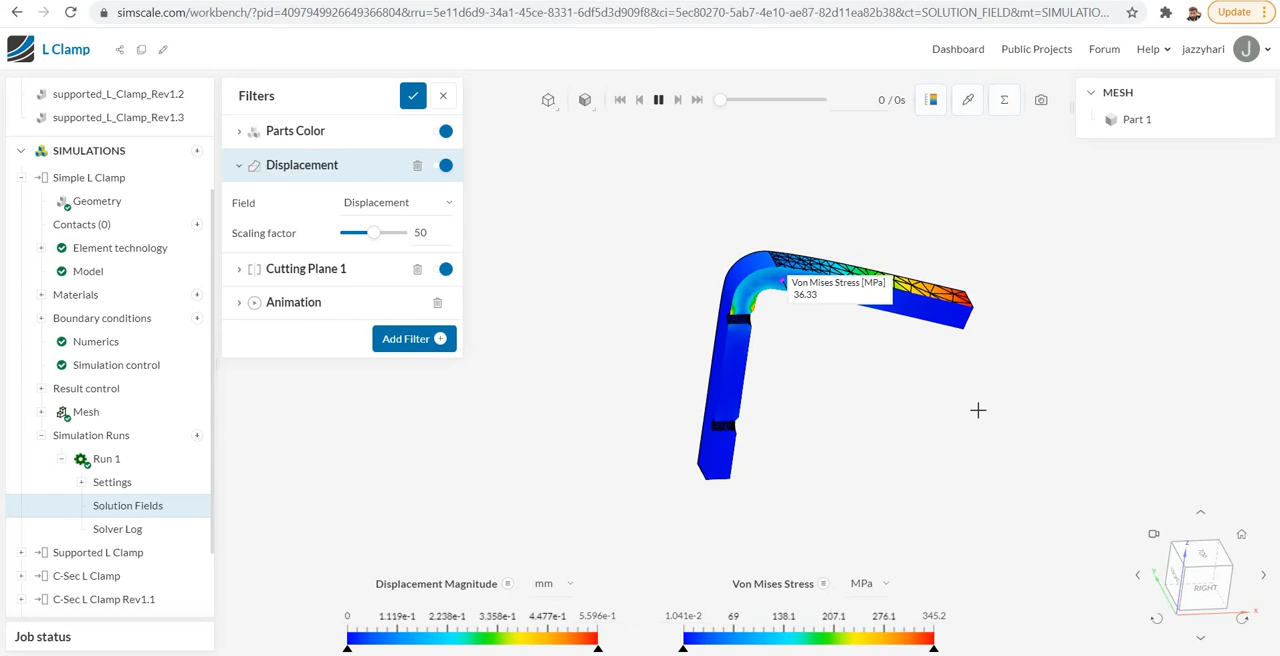 simscale.com/workbench/?pid=4097949926649366804&rru=5e11d6d9-34a1-45ce-8331-6df5d3d909f8&ci=5ec80270-5ab7-4e10-ae87-82d11ea82b38&ct=SOLUTION_FIELD&mt=SIMULATIO...
Update
L Clamp
Dashboard Public Projects Forum Help jazzyhari J
supported_L_Clamp_Rev1.2
supported_L_Clamp_Rev1.3
SIMULATIONS
Simple L Clamp
Geometry
Contacts (0)
Element technology
Model
Materials
Boundary conditions
Numerics
Simulation control
Result control
Mesh
Simulation Runs
Run 1
Settings
Solution Fields
Solver Log
Supported L Clamp
C-Sec L Clamp
C-Sec L Clamp Rev1.1
Job status
Filters
Parts Color
Displacement
Field Displacement
Scaling factor 50
Cutting Plane 1
Animation
Add Filter
0 / 0s
Σ
MESH
Part 1
Von Mises Stress [MPa]
36.33
Displacement Magnitude mm
0 1.119e-1 2.238e-1 3.358e-1 4.477e-1 5.596e-1
Von Mises Stress MPa
1.041e-2 69 138.1 207.1 276.1 345.2
Z
Y
X
RIGHT